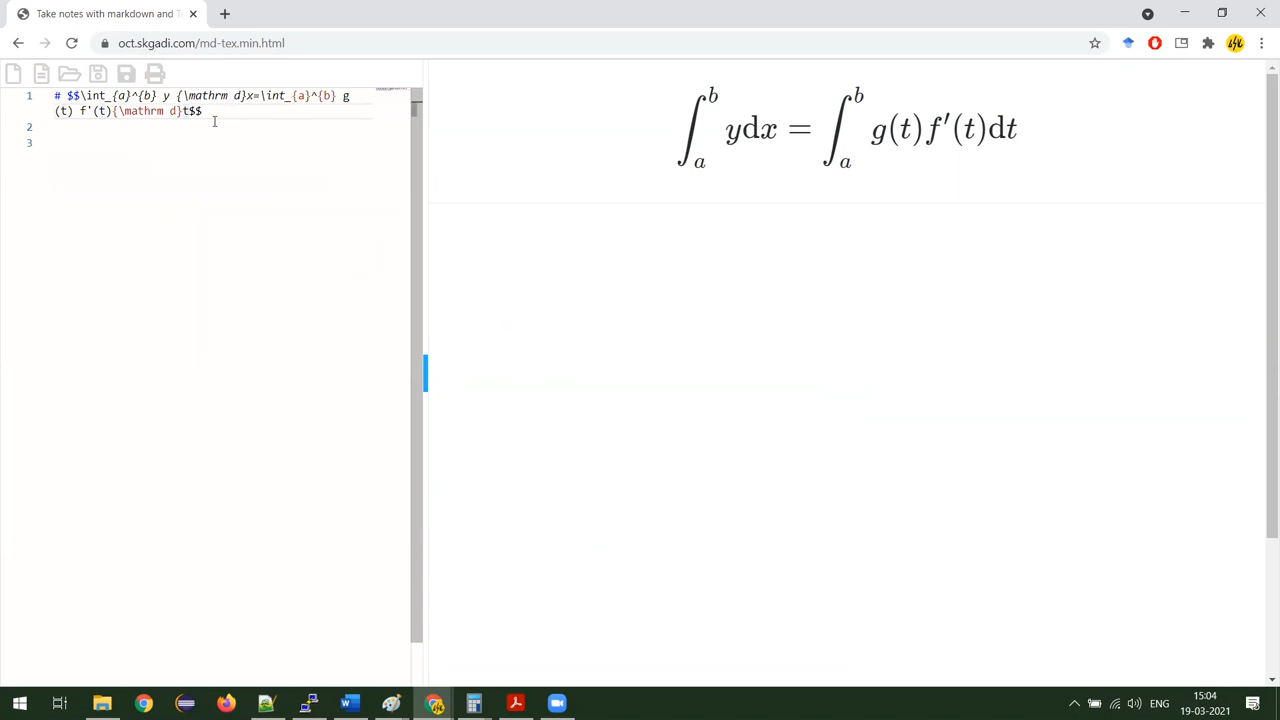 Take notes with markdown and T
oct.skgadi.com/md-tex.min.html
1 # $$\int_{a}^{b} y {\mathrm d}x=\int_{a}^{b} g
(t) f'(t){\mathrm d}t$$
2
3
∫_a^b ydx = ∫_a^b g(t)f′(t)dt
ENG
15:04
19-03-2021